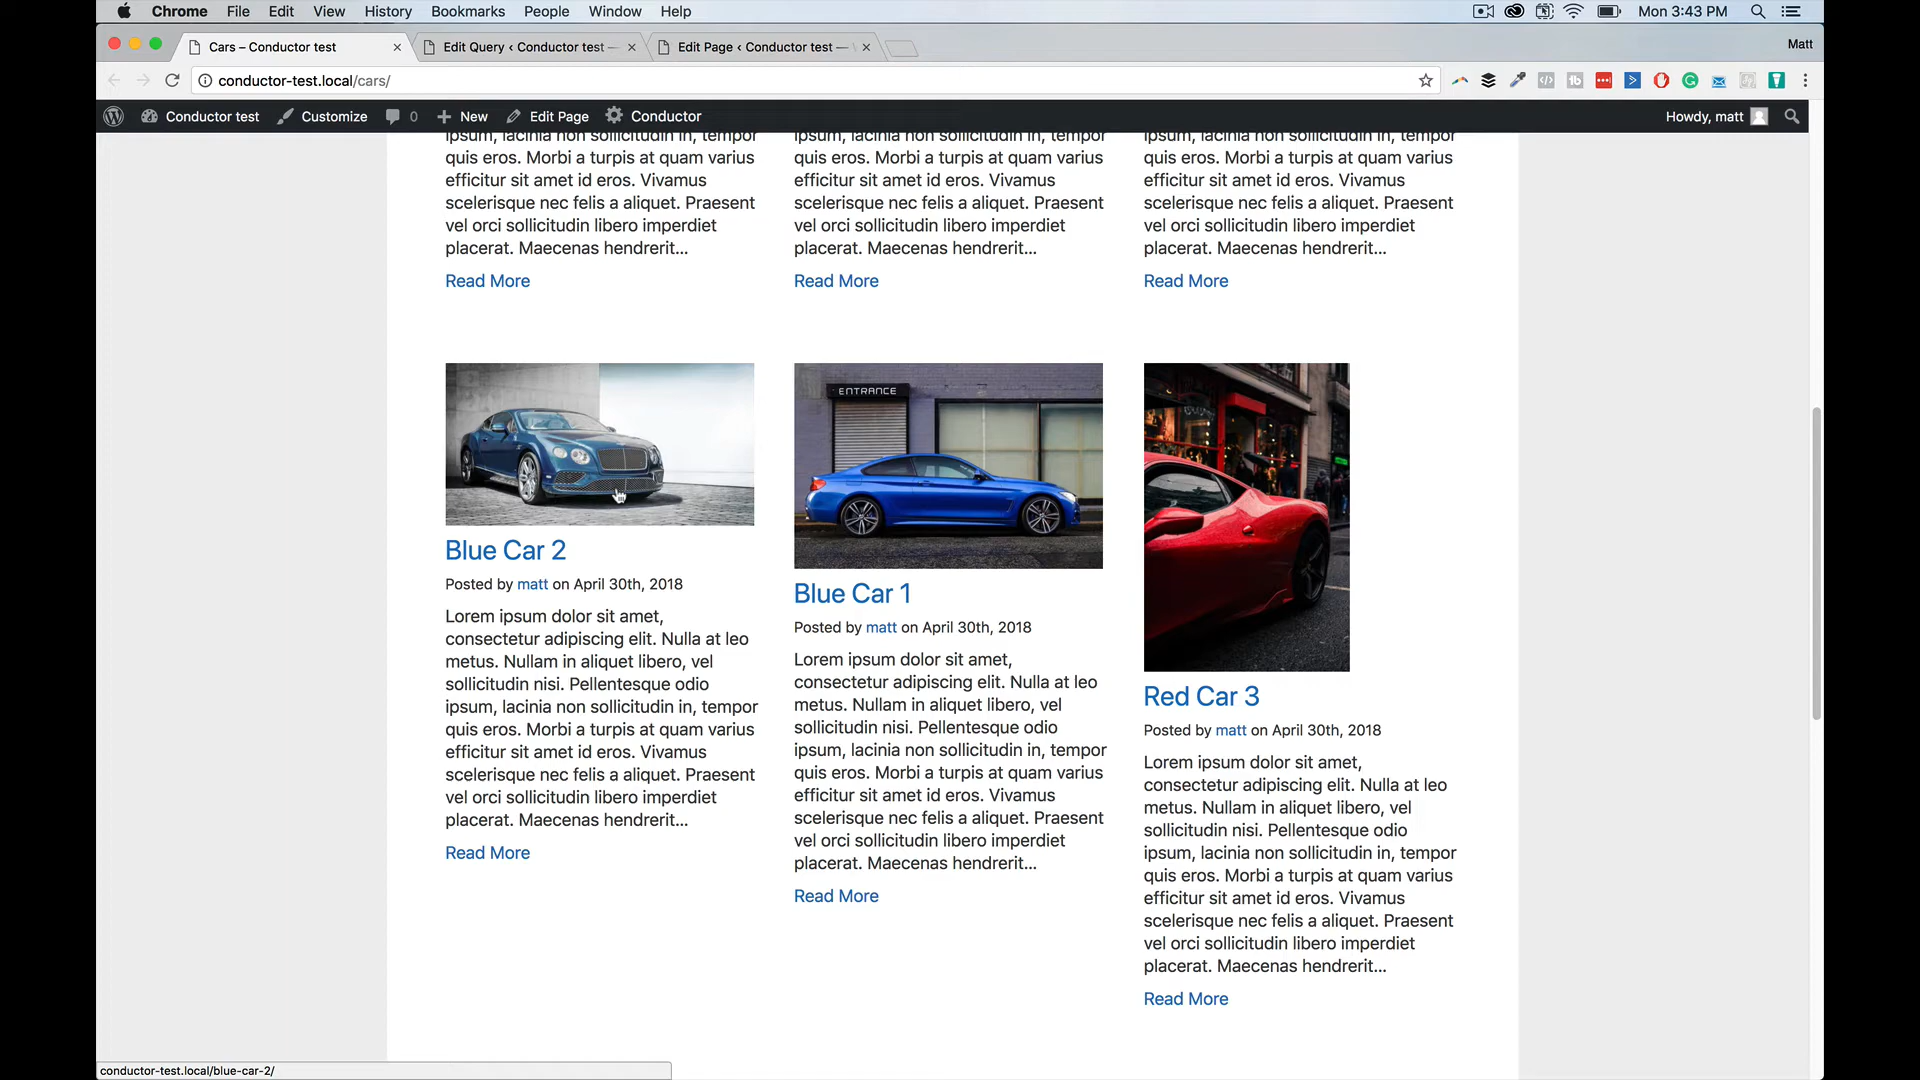 Chrome File Edit View History Bookmarks People Window Help Mon 3:43 PM
Cars – Conductor test Edit Query ‹ Conductor test — Edit Page ‹ Conductor test — Matt
conductor-test.local/cars/
Conductor test Customize 0 New Edit Page Conductor Howdy, matt
ipsum, lacinia non sollicitudin in, tempor
quis eros. Morbi a turpis at quam varius
efficitur sit amet id eros. Vivamus
scelerisque nec felis a aliquet. Praesent
vel orci sollicitudin libero imperdiet
placerat. Maecenas hendrerit...
Read More
ipsum, lacinia non sollicitudin in, tempor
quis eros. Morbi a turpis at quam varius
efficitur sit amet id eros. Vivamus
scelerisque nec felis a aliquet. Praesent
vel orci sollicitudin libero imperdiet
placerat. Maecenas hendrerit...
Read More
ipsum, lacinia non sollicitudin in, tempor
quis eros. Morbi a turpis at quam varius
efficitur sit amet id eros. Vivamus
scelerisque nec felis a aliquet. Praesent
vel orci sollicitudin libero imperdiet
placerat. Maecenas hendrerit...
Read More
Blue Car 2
Posted by matt on April 30th, 2018
Lorem ipsum dolor sit amet,
consectetur adipiscing elit. Nulla at leo
metus. Nullam in aliquet libero, vel
sollicitudin nisi. Pellentesque odio
ipsum, lacinia non sollicitudin in, tempor
quis eros. Morbi a turpis at quam varius
efficitur sit amet id eros. Vivamus
scelerisque nec felis a aliquet. Praesent
vel orci sollicitudin libero imperdiet
placerat. Maecenas hendrerit...
Read More
ENTRANCE
Blue Car 1
Posted by matt on April 30th, 2018
Lorem ipsum dolor sit amet,
consectetur adipiscing elit. Nulla at leo
metus. Nullam in aliquet libero, vel
sollicitudin nisi. Pellentesque odio
ipsum, lacinia non sollicitudin in, tempor
quis eros. Morbi a turpis at quam varius
efficitur sit amet id eros. Vivamus
scelerisque nec felis a aliquet. Praesent
vel orci sollicitudin libero imperdiet
placerat. Maecenas hendrerit...
Read More
Red Car 3
Posted by matt on April 30th, 2018
Lorem ipsum dolor sit amet,
consectetur adipiscing elit. Nulla at leo
metus. Nullam in aliquet libero, vel
sollicitudin nisi. Pellentesque odio
ipsum, lacinia non sollicitudin in, tempor
quis eros. Morbi a turpis at quam varius
efficitur sit amet id eros. Vivamus
scelerisque nec felis a aliquet. Praesent
vel orci sollicitudin libero imperdiet
placerat. Maecenas hendrerit...
Read More
conductor-test.local/blue-car-2/